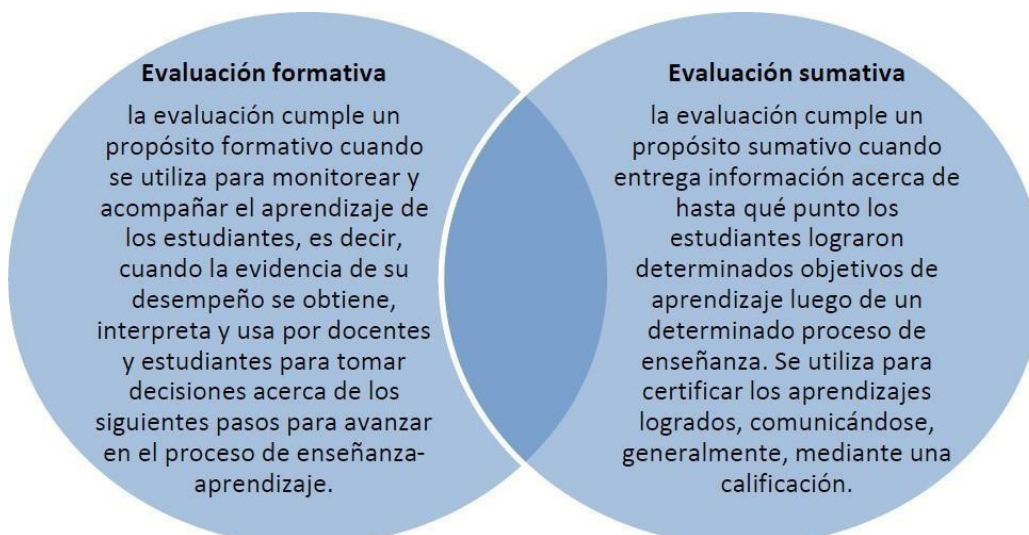 Evaluación formativa
la evaluación cumple un
propósito formativo cuando
se utiliza para monitorear y
acompañar el aprendizaje de
los estudiantes, es decir,
cuando la evidencia de su
desempeño se obtiene,
interpreta y usa por docentes
y estudiantes para tomar
decisiones acerca de los
siguientes pasos para avanzar
en el proceso de enseñanza-
aprendizaje.
Evaluación sumativa
la evaluación cumple un
propósito sumativo cuando
entrega información acerca de
hasta qué punto los
estudiantes lograron
determinados objetivos de
aprendizaje luego de un
determinado proceso de
enseñanza. Se utiliza para
certificar los aprendizajes
logrados, comunicándose,
generalmente, mediante una
calificación.